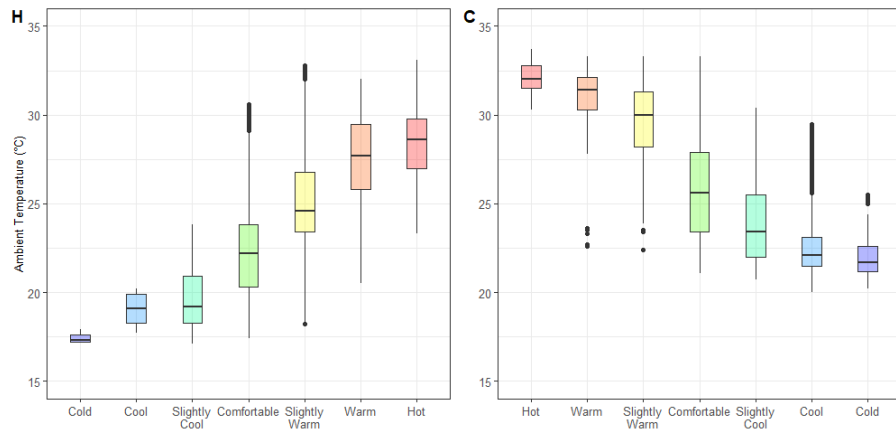 H
C
Ambient Temperature (°C)
35
30
25
20
15
Cold
Cool
Slightly
Cool
Comfortable
Slightly
Warm
Warm
Hot
35
30
25
20
15
Hot
Warm
Slightly
Warm
Comfortable
Slightly
Cool
Cool
Cold